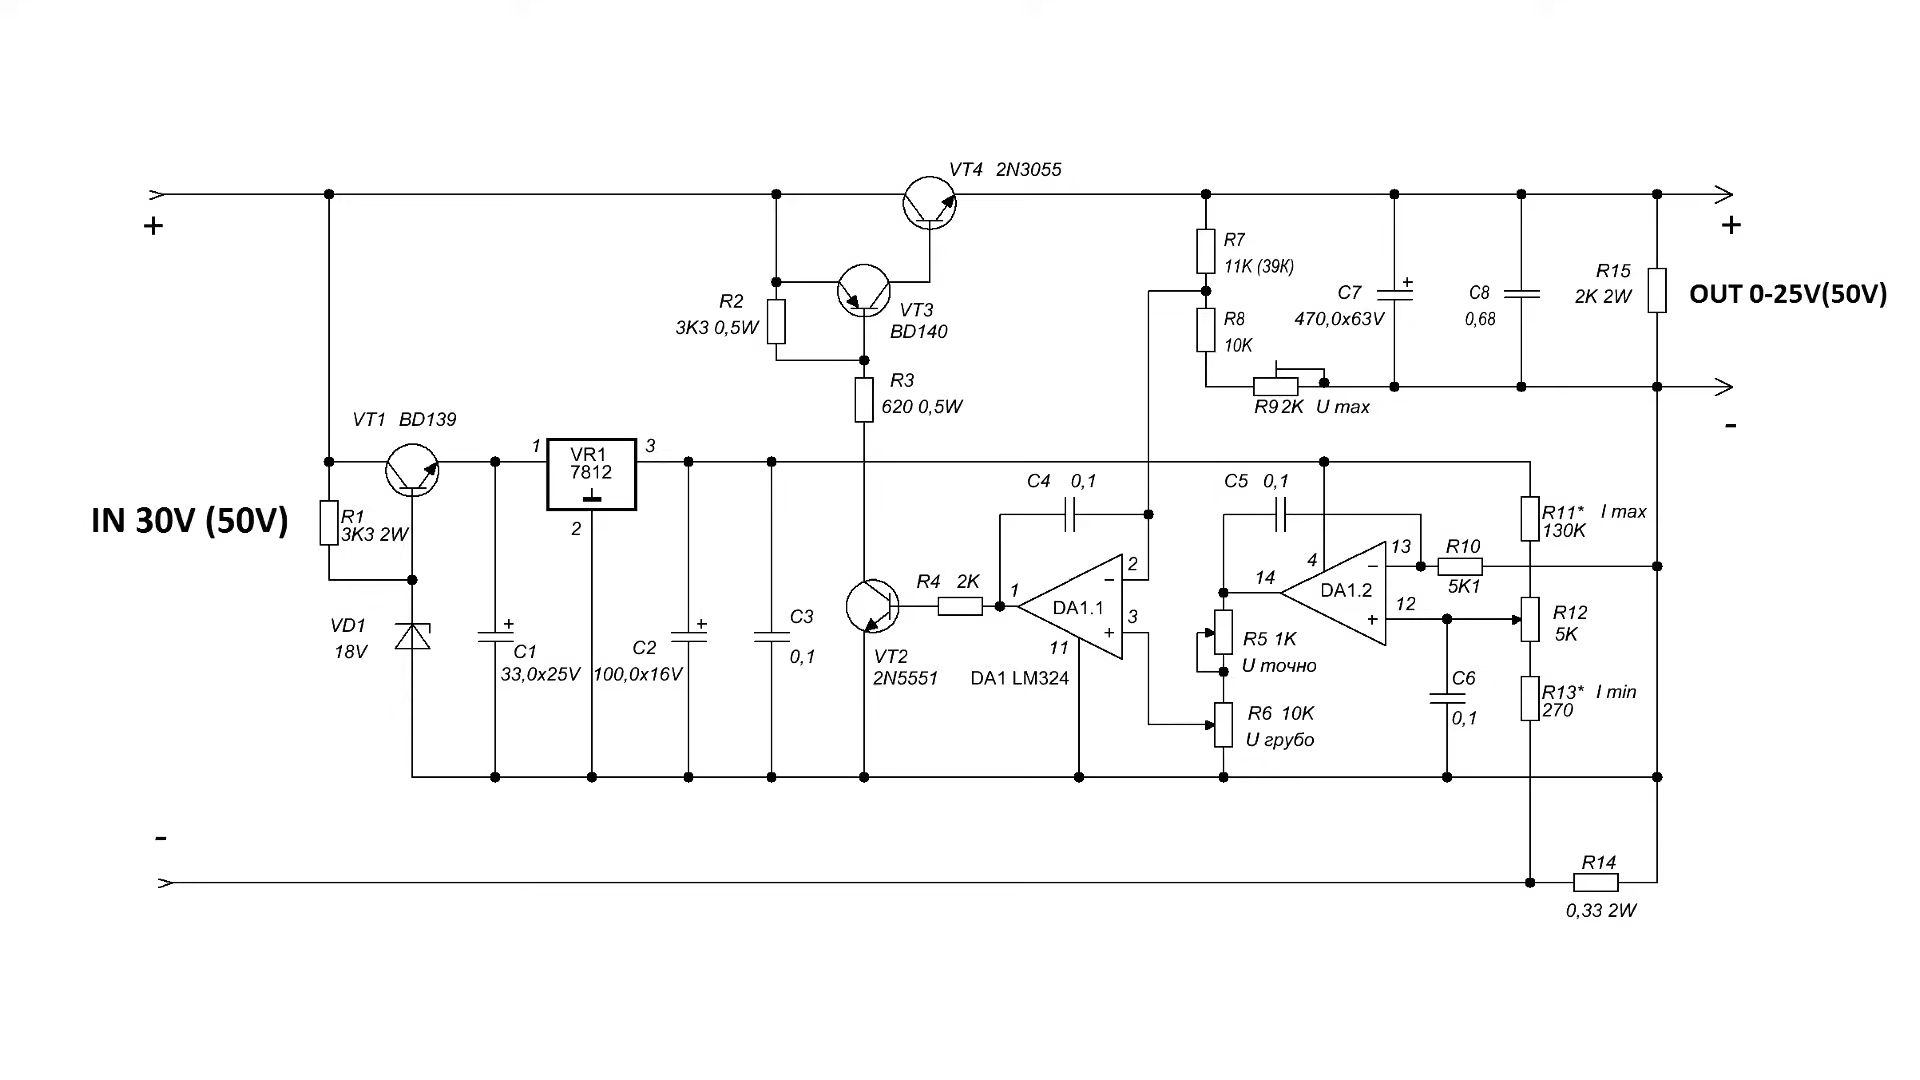 VT4 2N3055
+
+
R7
11K (39K)
R15
2K 2W
OUT 0-25V(50V)
C7
+
470,0x63V
C8
0,68
R2
3K3 0,5W
VT3
BD140
R8
10K
R3
620 0,5W
R9 2K U max
-
VT1 BD139
1
VR1
7812
3
2
IN 30V (50V)
R1
3K3 2W
C4 0,1
C5 0,1
R11* I max
130K
4
13
R10
5K1
2
14
DA1.2
−
12
+
R4 2K
1
DA1.1
−
3
+
11
R12
5K
VD1
18V
+
C1
33,0x25V
+
C2
100,0x16V
C3
0,1
VT2
2N5551
DA1 LM324
R5 1K
U точно
R6 10K
U грубо
C6
0,1
R13* I min
270
-
R14
0,33 2W